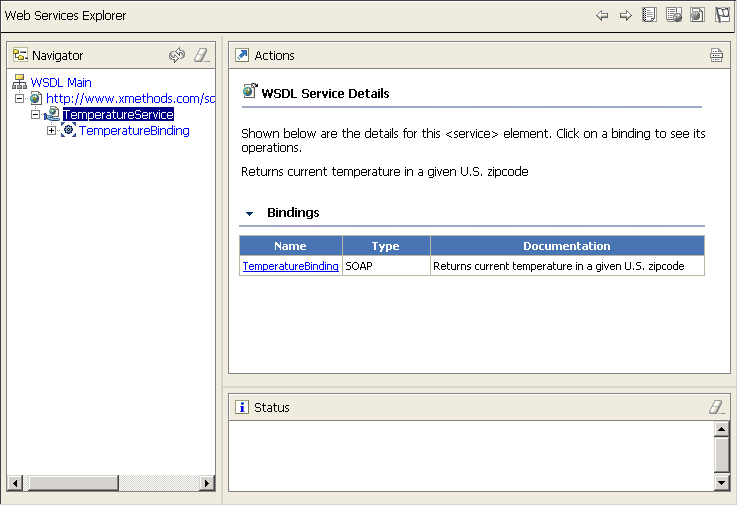 Web Services Explorer
Navigator
WSDL Main
http://www.xmethods.com/sd
TemperatureService
TemperatureBinding
Actions
WSDL Service Details
Shown below are the details for this <service> element. Click on a binding to see its
operations.
Returns current temperature in a given U.S. zipcode
Bindings
Name Type Documentation
TemperatureBinding SOAP Returns current temperature in a given U.S. zipcode
Status